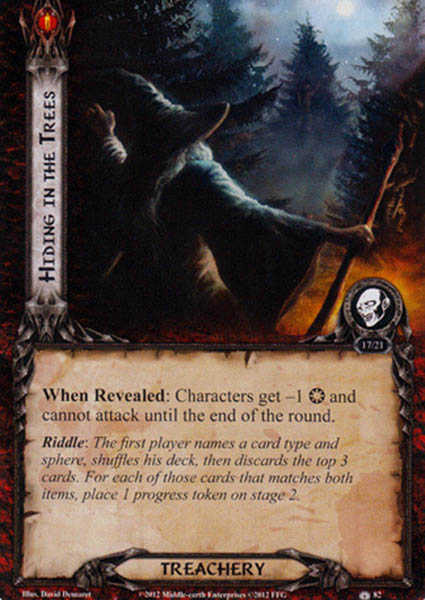 HIDING IN THE TREES
17/21
When Revealed: Characters get –1 and
cannot attack until the end of the round.
Riddle: The first player names a card type and
sphere, shuffles his deck, then discards the top 3
cards. For each of those cards that matches both
items, place 1 progress token on stage 2.
TREACHERY
Illus. David Demaret ©2012 Middle-earth Enterprises ©2012 FFG 82